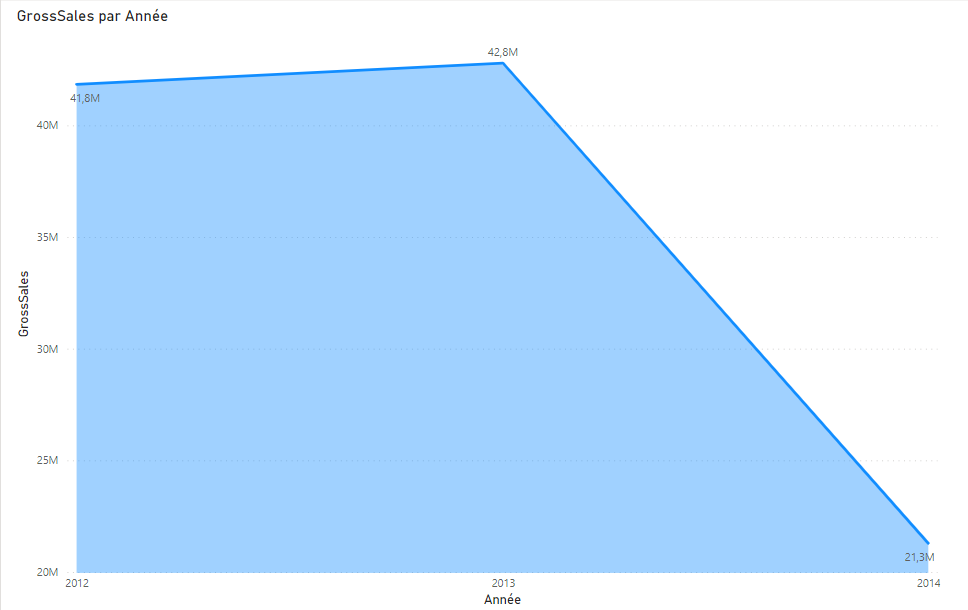 GrossSales par Année
42,8M
41,8M
40M
35M
GrossSales
30M
25M
21,3M
20M
2012
2013
2014
Année